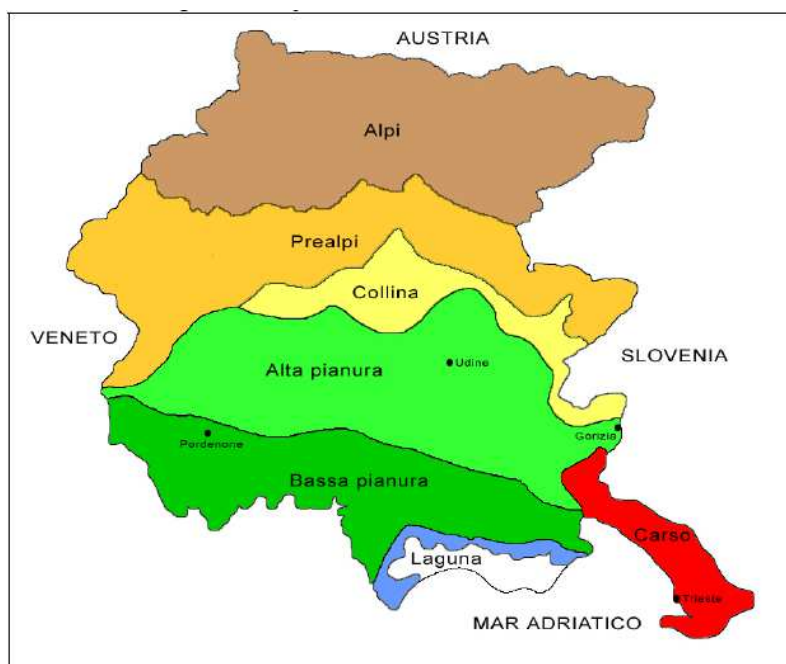 AUSTRIA
Alpi
Prealpi
Collina
VENETO
SLOVENIA
Udine
Alta pianura
Gorizia
Pordenone
Bassa pianura
Carso
Laguna
Trieste
MAR ADRIATICO